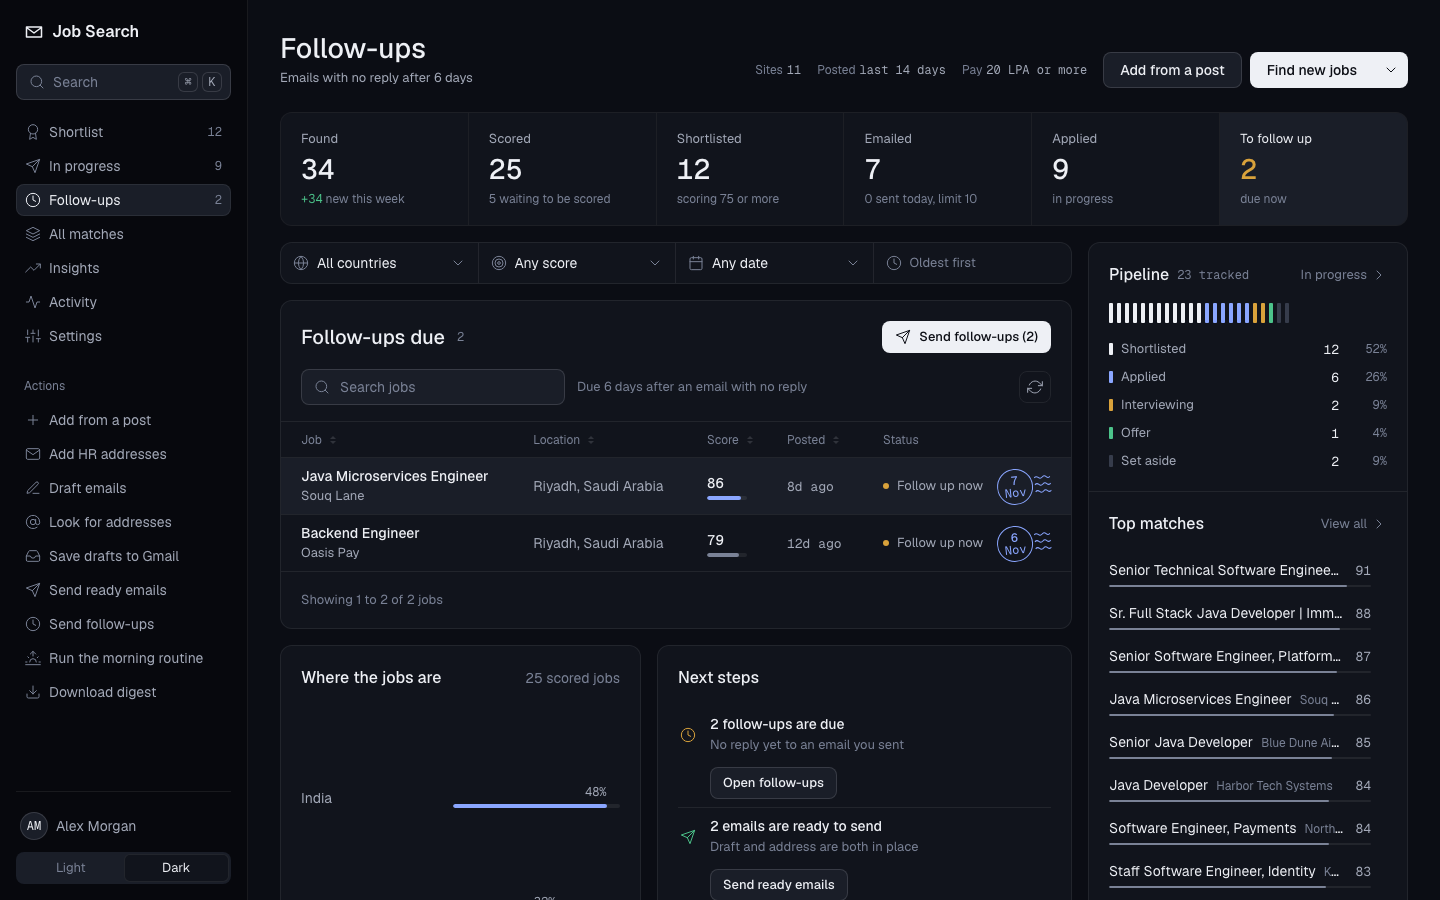 Job Search
Search ⌘ K
Shortlist 12
In progress 9
Follow-ups 2
All matches
Insights
Activity
Settings
Actions
Add from a post
Add HR addresses
Draft emails
Look for addresses
Save drafts to Gmail
Send ready emails
Send follow-ups
Run the morning routine
Download digest
AM Alex Morgan
Light Dark
Follow-ups
Emails with no reply after 6 days
Sites 11 Posted last 14 days Pay 20 LPA or more
Add from a post
Find new jobs
Found
34
+34 new this week
Scored
25
5 waiting to be scored
Shortlisted
12
scoring 75 or more
Emailed
7
0 sent today, limit 10
Applied
9
in progress
To follow up
2
due now
All countries Any score Any date Oldest first
Follow-ups due 2
Send follow-ups (2)
Search jobs
Due 6 days after an email with no reply
Job Location Score Posted Status
Java Microservices Engineer
Souq Lane
Riyadh, Saudi Arabia 86 8d ago Follow up now 7 Nov
Backend Engineer
Oasis Pay
Riyadh, Saudi Arabia 79 12d ago Follow up now 6 Nov
Showing 1 to 2 of 2 jobs
Where the jobs are 25 scored jobs
India 48%
Next steps
2 follow-ups are due
No reply yet to an email you sent
Open follow-ups
2 emails are ready to send
Draft and address are both in place
Send ready emails
Pipeline 23 tracked In progress
Shortlisted 12 52%
Applied 6 26%
Interviewing 2 9%
Offer 1 4%
Set aside 2 9%
Top matches View all
Senior Technical Software Enginee... 91
Sr. Full Stack Java Developer | Imm... 88
Senior Software Engineer, Platform... 87
Java Microservices Engineer Souq ... 86
Senior Java Developer Blue Dune Ai... 85
Java Developer Harbor Tech Systems 84
Software Engineer, Payments North... 84
Staff Software Engineer, Identity K... 83